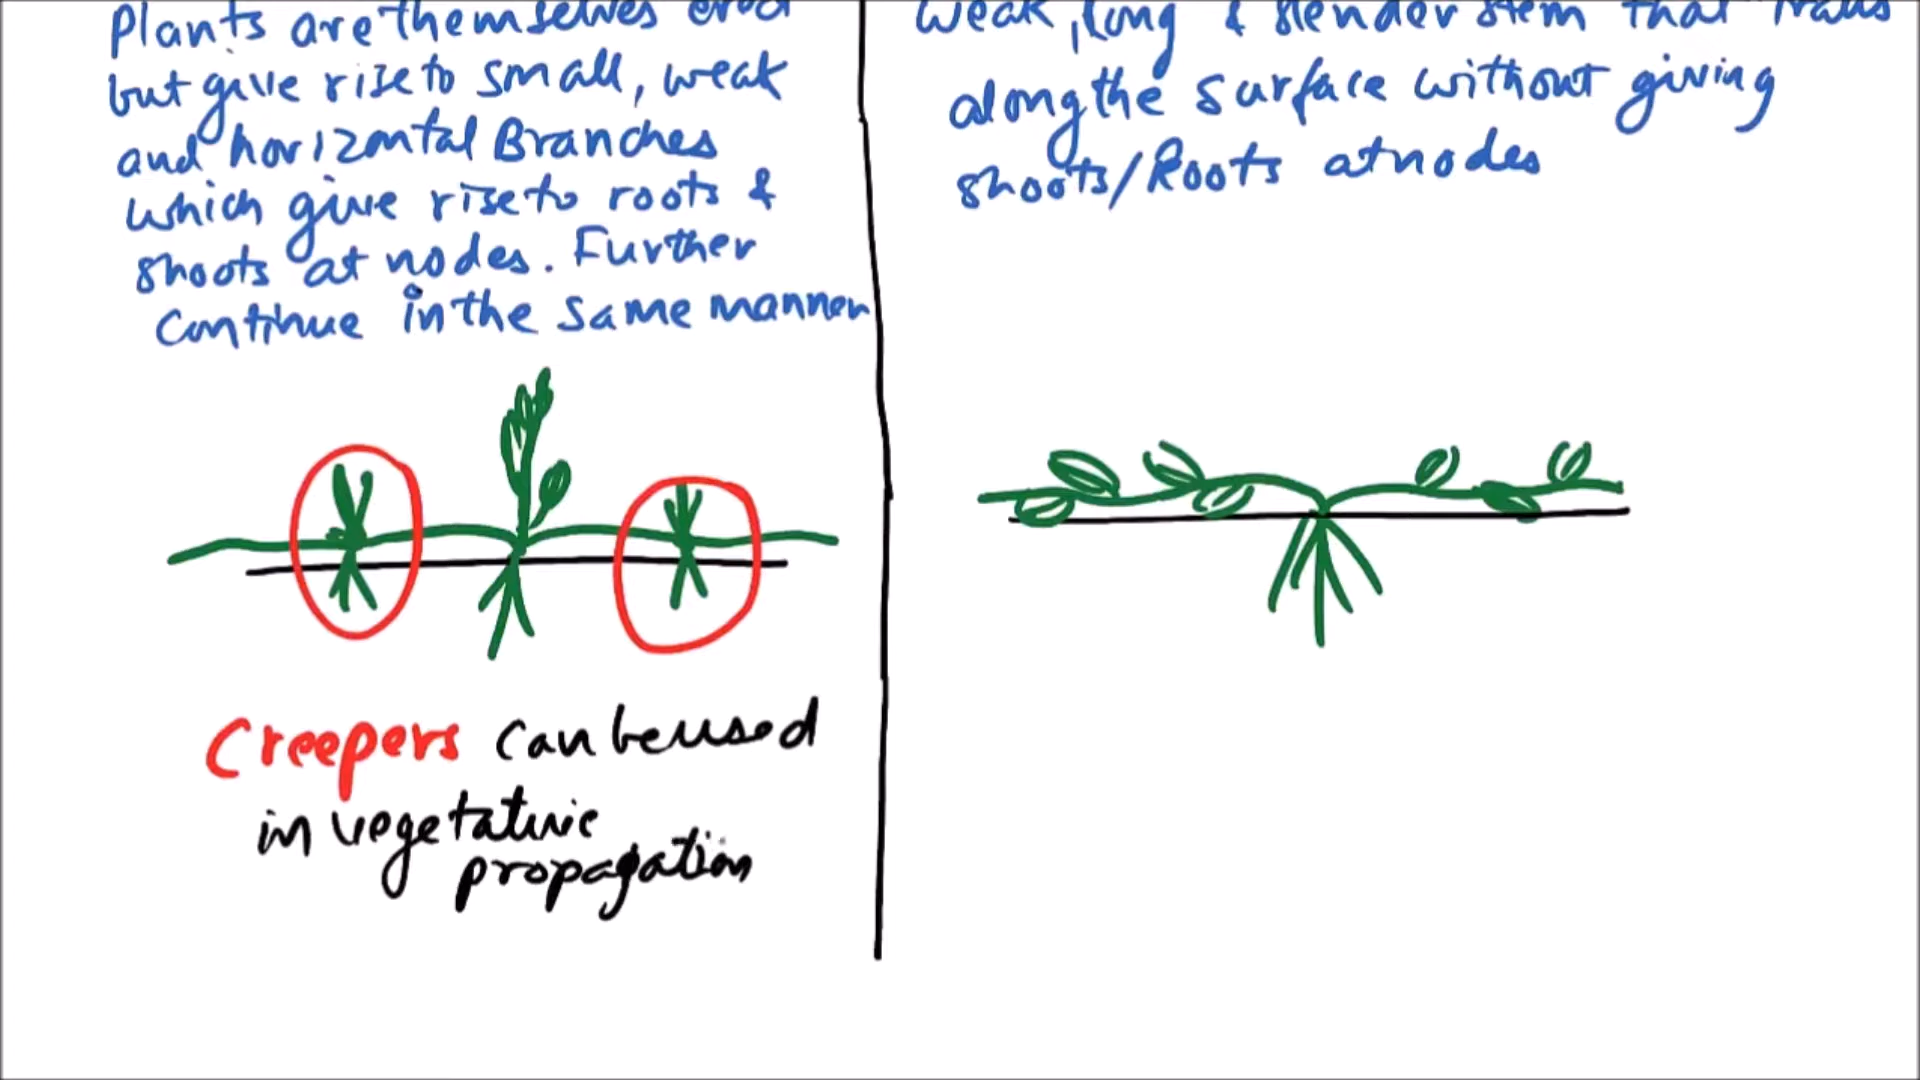 Plants are themselves erect
but give rise to small, weak
and horizontal Branches
which give rise to roots &
shoots at nodes. Further
continue in the same manner
Creepers can be used
in vegetative
propagation
Weak, long & slender stem that trails
along the surface without giving
shoots/Roots at nodes